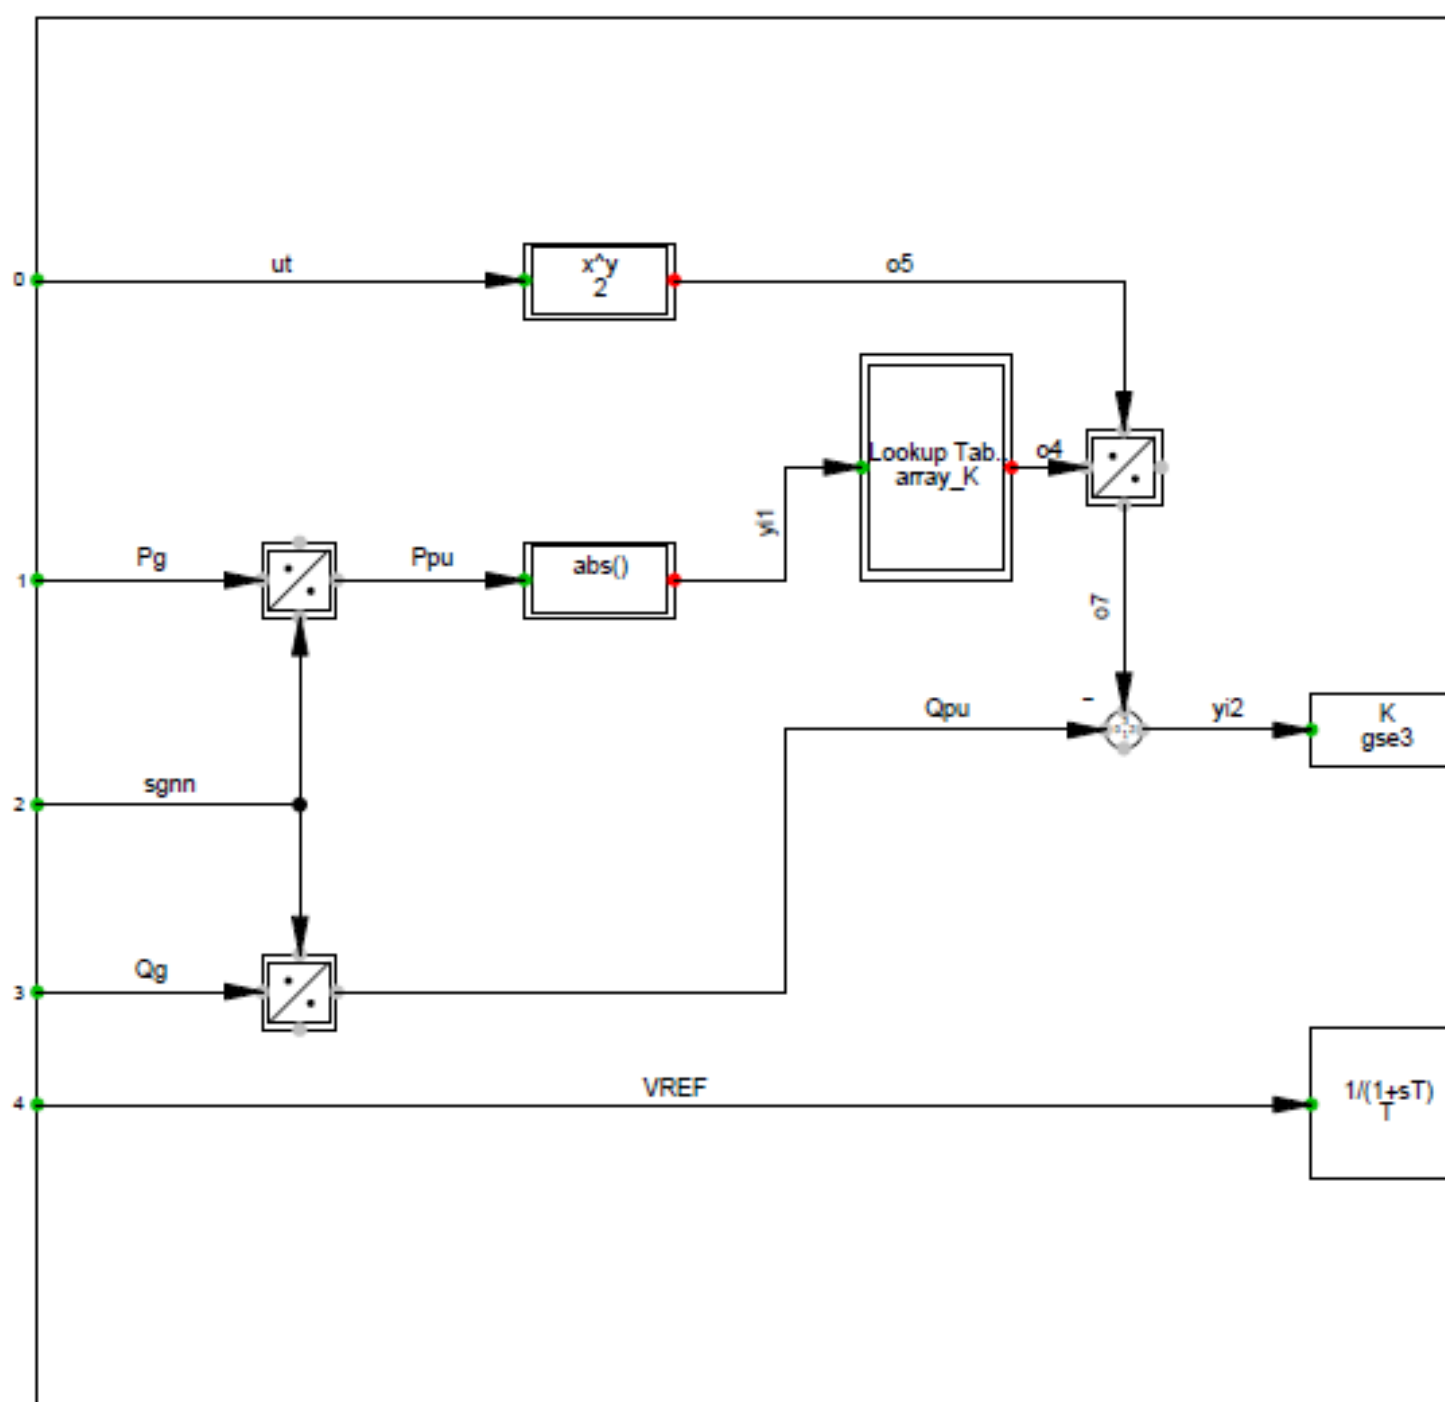 ut
x^y
2
o5
0
Lookup Tab..
array_K
o4
yi1
Pg
Ppu
abs()
1
o7
Qpu
-
yi2
K
gse3
sgnn
2
Qg
3
VREF
4
1/(1+sT)
T